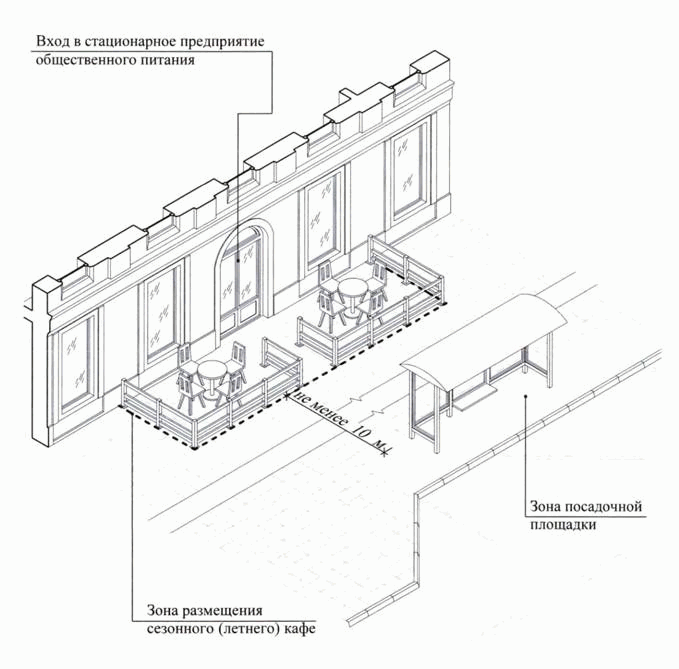 Вход в стационарное предприятие
общественного питания
не менее 10 м
Зона посадочной
площадки
Зона размещения
сезонного (летнего) кафе